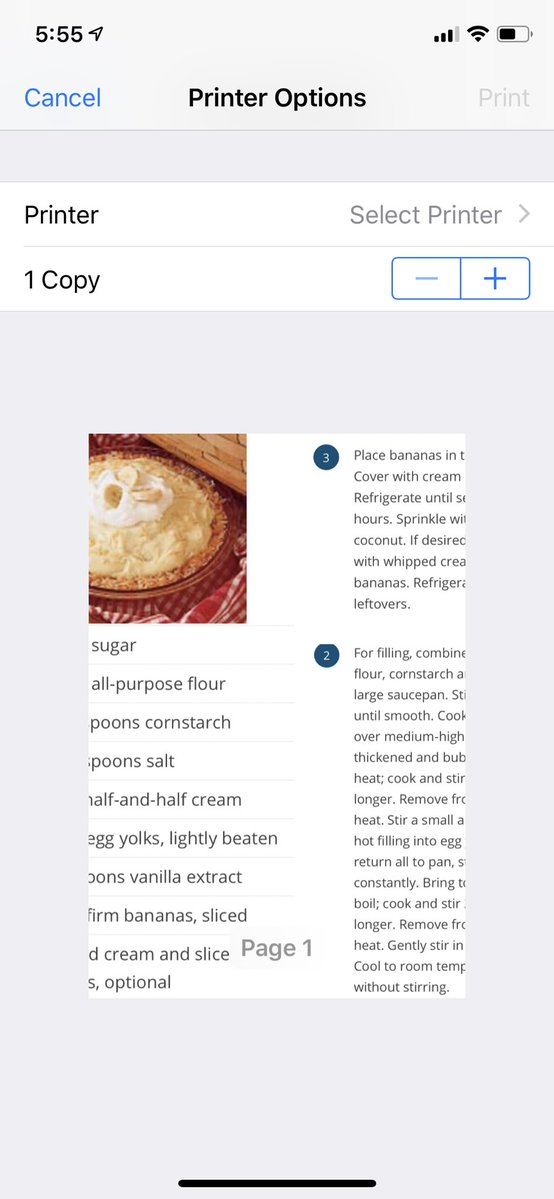 5:55
Cancel
Printer Options
Print
Printer
Select Printer
1 Copy
sugar
all-purpose flour
spoons cornstarch
spoons salt
half-and-half cream
egg yolks, lightly beaten
oons vanilla extract
firm bananas, sliced
d cream and slice
s, optional
3
Place bananas in t
Cover with cream
Refrigerate until se
hours. Sprinkle wit
coconut. If desired
with whipped crea
bananas. Refrigera
leftovers.
2
For filling, combine
flour, cornstarch a
large saucepan. Sti
until smooth. Cook
over medium-high
thickened and bub
heat; cook and stir
longer. Remove fro
heat. Stir a small a
hot filling into egg
return all to pan, s
constantly. Bring to
boil; cook and stir
longer. Remove fro
heat. Gently stir in
Cool to room temp
without stirring.
Page 1